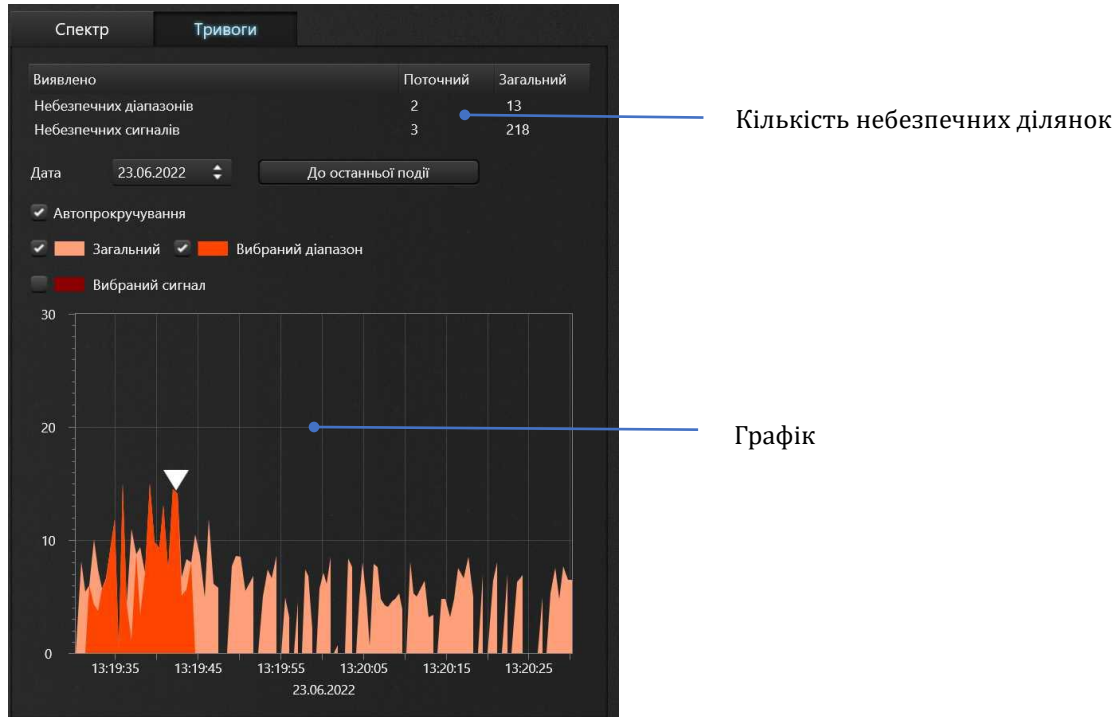 Спектр Тривоги
Виявлено Поточний Загальний
Небезпечних діапазонів 2 13
Небезпечних сигналів 3 218
Кількість небезпечних ділянок
Дата 23.06.2022 До останньої події
Автопрокручування
Загальний Вибраний діапазон
Вибраний сигнал
30
20
Графік
10
0
13:19:35 13:19:45 13:19:55 13:20:05 13:20:15 13:20:25
23.06.2022